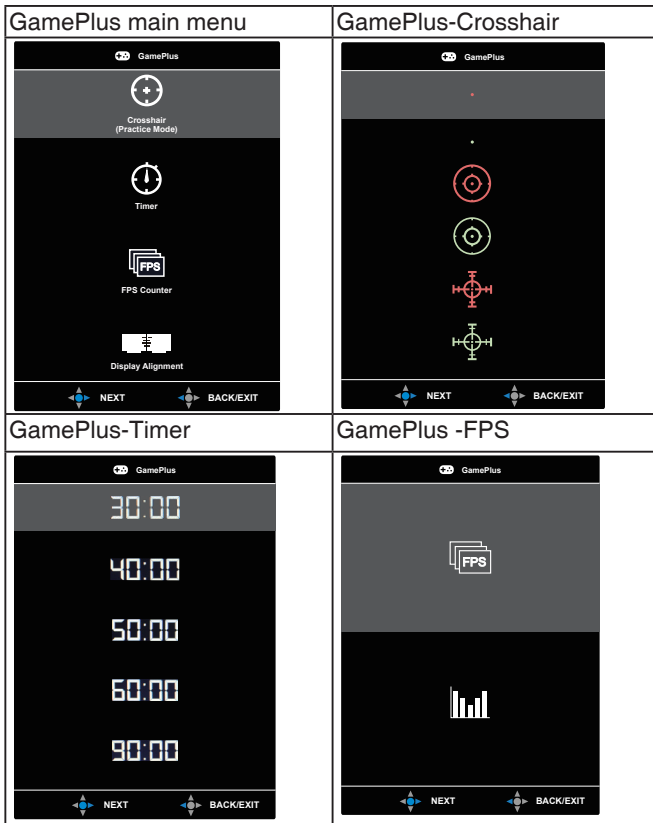 GamePlus main menu
GamePlus
Crosshair
(Practice Mode)
Timer
FPS
FPS Counter
Display Alignment
NEXT BACK/EXIT
GamePlus-Crosshair
GamePlus
NEXT BACK/EXIT
GamePlus-Timer
GamePlus
30:00
40:00
50:00
60:00
90:00
NEXT BACK/EXIT
GamePlus -FPS
GamePlus
FPS
NEXT BACK/EXIT